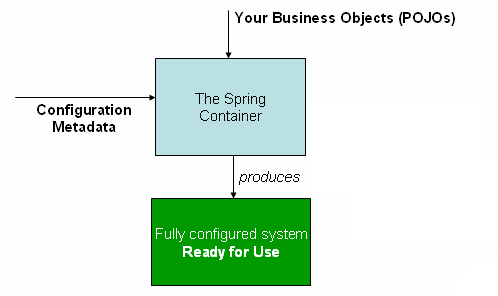 Your Business Objects (POJOs)
The Spring
Container
Configuration
Metadata
produces
Fully configured system
Ready for Use